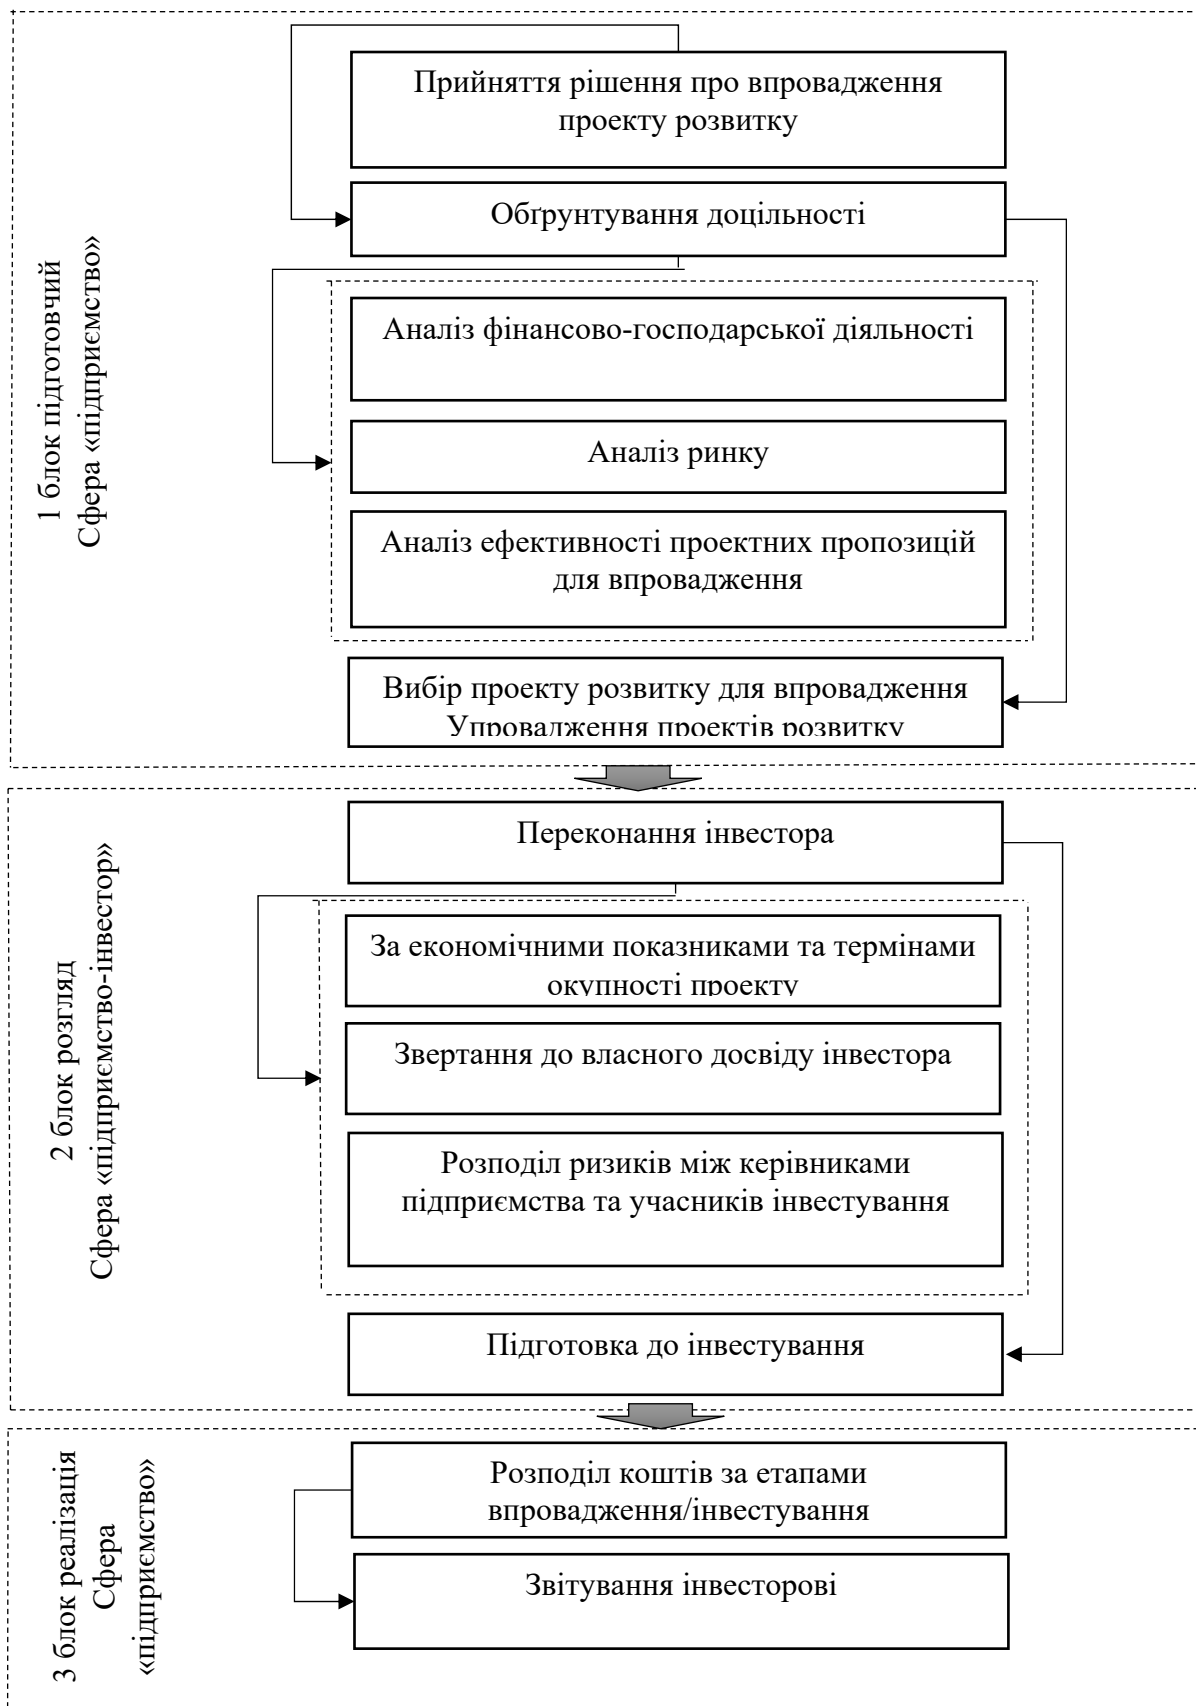 1 блок підготовчий
Сфера «підприємство»
Прийняття рішення про впровадження
проекту розвитку
Обґрунтування доцільності
Аналіз фінансово-господарської діяльності
Аналіз ринку
Аналіз ефективності проектних пропозицій
для впровадження
Вибір проекту розвитку для впровадження
Упровадження проектів розвитку
2 блок розгляд
Сфера «підприємство-інвестор»
Переконання інвестора
За економічними показниками та термінами
окупності проекту
Звертання до власного досвіду інвестора
Розподіл ризиків між керівниками
підприємства та учасників інвестування
Підготовка до інвестування
3 блок реалізація
Сфера
«підприємство»
Розподіл коштів за етапами
впровадження/інвестування
Звітування інвесторові